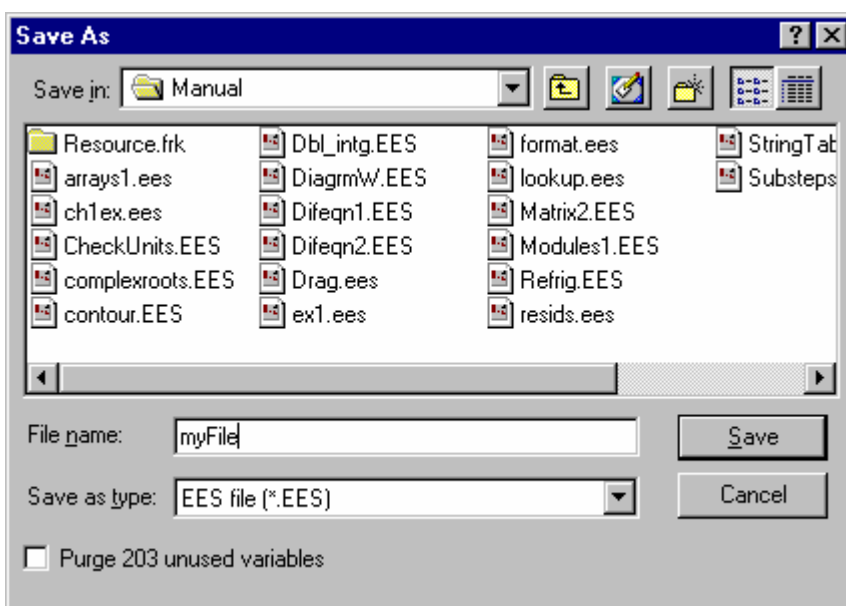 Save As
Save in: Manual
Resource.frk
arrays1.ees
ch1ex.ees
CheckUnits.EES
complexroots.EES
contour.EES
Dbl_intg.EES
DiagrmW.EES
Difeqn1.EES
Difeqn2.EES
Drag.ees
ex1.ees
format.ees
lookup.ees
Matrix2.EES
Modules1.EES
Refrig.EES
resids.ees
StringTab
Substeps
File name: myFile
Save
Save as type: EES file (*.EES)
Cancel
Purge 203 unused variables